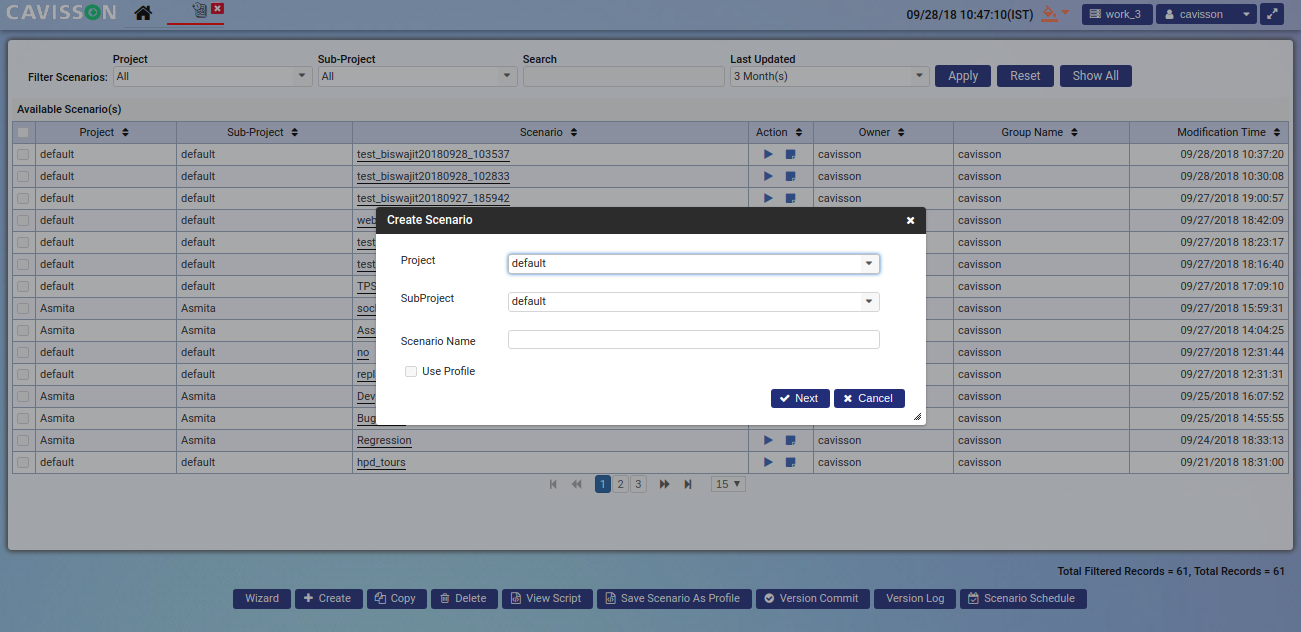 CAVISSON
09/28/18 10:47:10(IST)
work_3
cavisson
Filter Scenarios:
Project
All
Sub-Project
All
Search
Last Updated
3 Month(s)
Apply
Reset
Show All
Available Scenario(s)
Project Sub-Project Scenario Action Owner Group Name Modification Time
default default test_biswajit20180928_103537 cavisson cavisson 09/28/2018 10:37:20
default default test_biswajit20180928_102833 cavisson cavisson 09/28/2018 10:30:08
default default test_biswajit20180927_185942 cavisson cavisson 09/27/2018 19:00:57
default default web cavisson 09/27/2018 18:42:09
default default test cavisson 09/27/2018 18:23:17
default default test cavisson 09/27/2018 18:16:40
default default TPS cavisson 09/27/2018 17:09:10
Asmita Asmita cavisson 09/27/2018 15:59:31
Asmita Asmita Ass cavisson 09/27/2018 14:04:25
default default no cavisson 09/27/2018 12:31:44
default default repl cavisson 09/27/2018 12:31:31
Asmita Asmita Dev cavisson 09/25/2018 16:07:52
Asmita Asmita Bug cavisson 09/25/2018 14:55:55
Asmita Asmita Regression cavisson cavisson 09/24/2018 18:33:13
default default hpd_tours cavisson cavisson 09/21/2018 18:31:00
Create Scenario
Project
default
SubProject
default
Scenario Name
Use Profile
Next
Cancel
1 2 3 15
Total Filtered Records = 61, Total Records = 61
Wizard
Create
Copy
Delete
View Script
Save Scenario As Profile
Version Commit
Version Log
Scenario Schedule